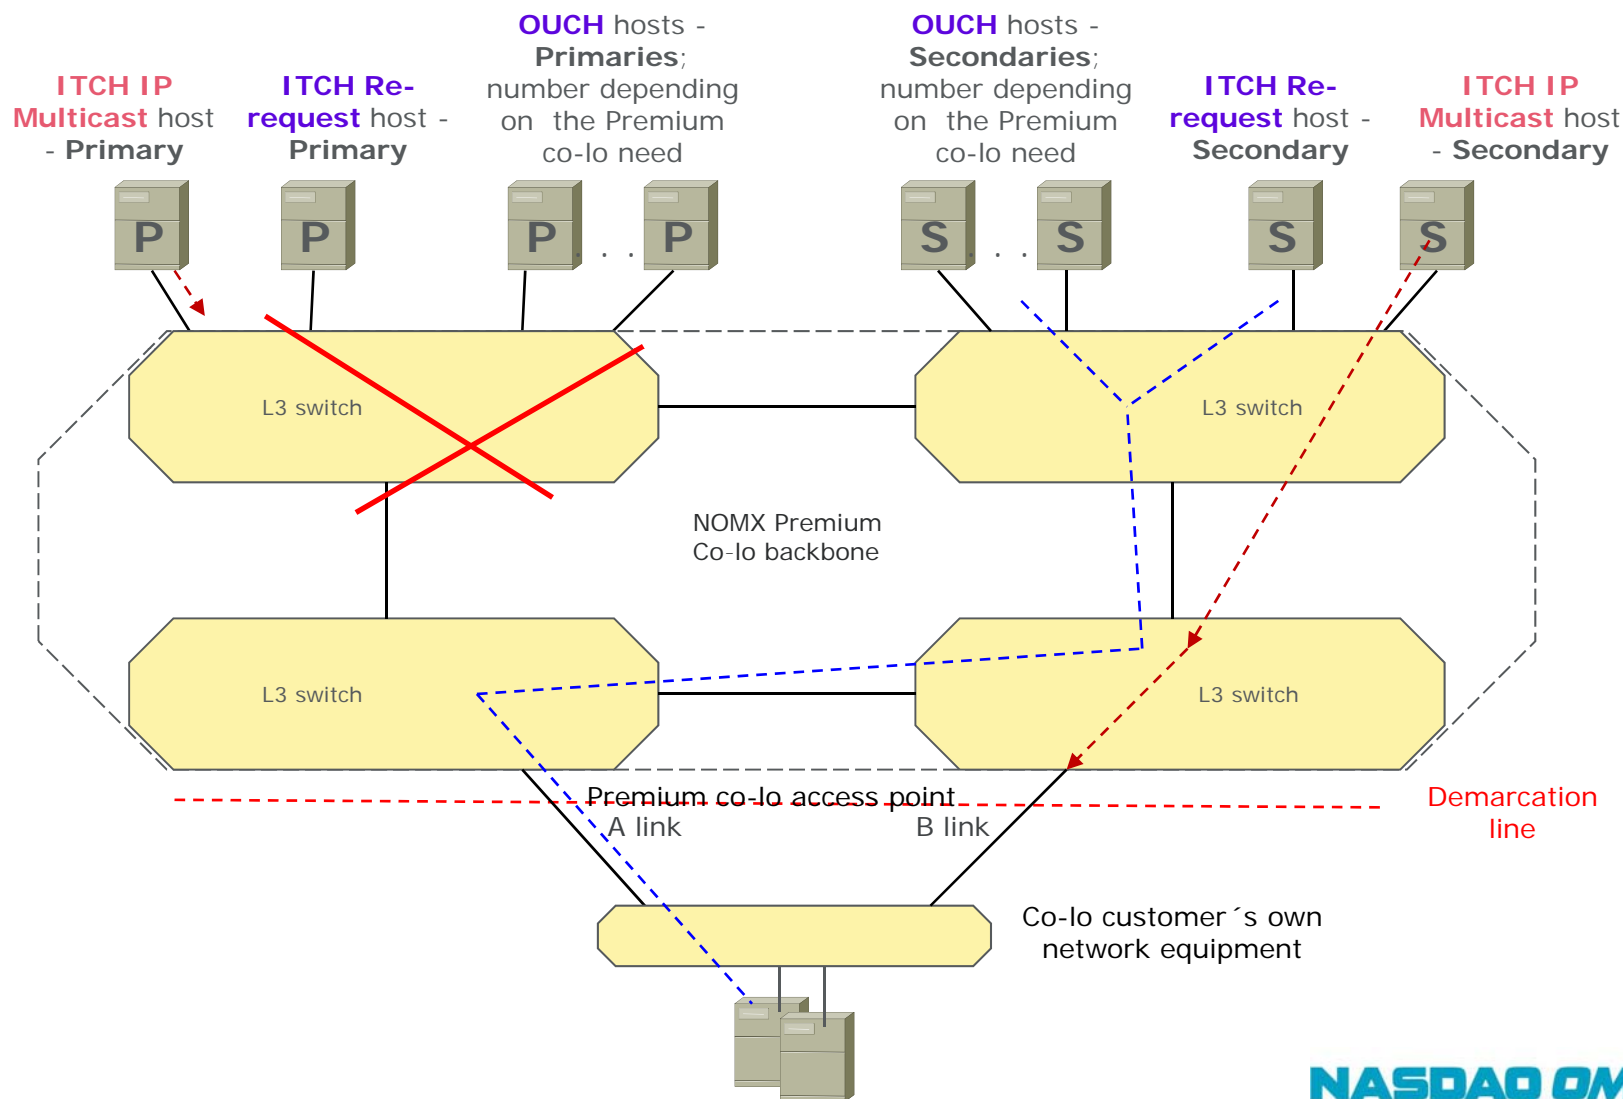 ITCH IP
Multicast host
- Primary
ITCH Re-
request host -
Primary
OUCH hosts -
Primaries;
number depending
on the Premium
co-lo need
OUCH hosts -
Secondaries;
number depending
on the Premium
co-lo need
ITCH Re-
request host -
Secondary
ITCH IP
Multicast host
- Secondary
P
P
P
. . .
P
S
. . .
S
S
S
L3 switch
L3 switch
NOMX Premium
Co-lo backbone
L3 switch
L3 switch
Premium co-lo access point
A link
B link
Demarcation
line
Co-lo customer´s own
network equipment
NASDAQ OM